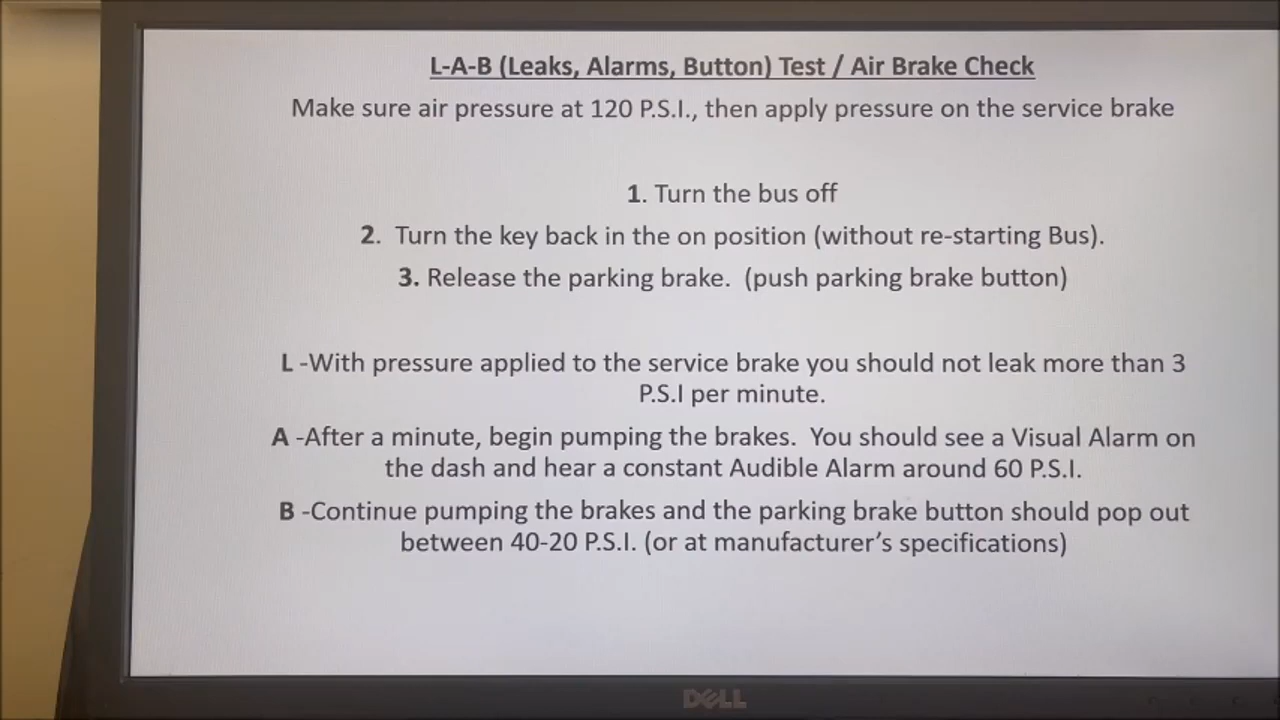 L-A-B (Leaks, Alarms, Button) Test / Air Brake Check
Make sure air pressure at 120 P.S.I., then apply pressure on the service brake
1. Turn the bus off
2.  Turn the key back in the on position (without re-starting Bus).
3. Release the parking brake.  (push parking brake button)
L -With pressure applied to the service brake you should not leak more than 3
P.S.I per minute.
A -After a minute, begin pumping the brakes.  You should see a Visual Alarm on
the dash and hear a constant Audible Alarm around 60 P.S.I.
B -Continue pumping the brakes and the parking brake button should pop out
between 40-20 P.S.I. (or at manufacturer’s specifications)
DELL